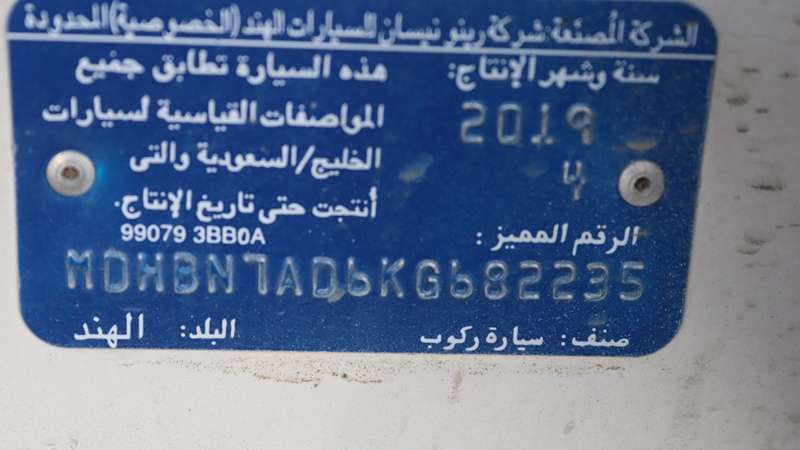 الشركة المصنعة: شركة رينو نيسان للسيارات الهند (الخصوصية) المحدودة
سنة وشهر الإنتاج: هذه السيارة تطابق جميع
2019 المواصفات القياسية لسيارات
4 الخليج/السعودية والتى
أنتجت حتى تاريخ الإنتاج.
الرقم المميز: 99079 3BB0A
MDHBN7AD6KG682235
صنف: سيارة ركوب البلد: الهند